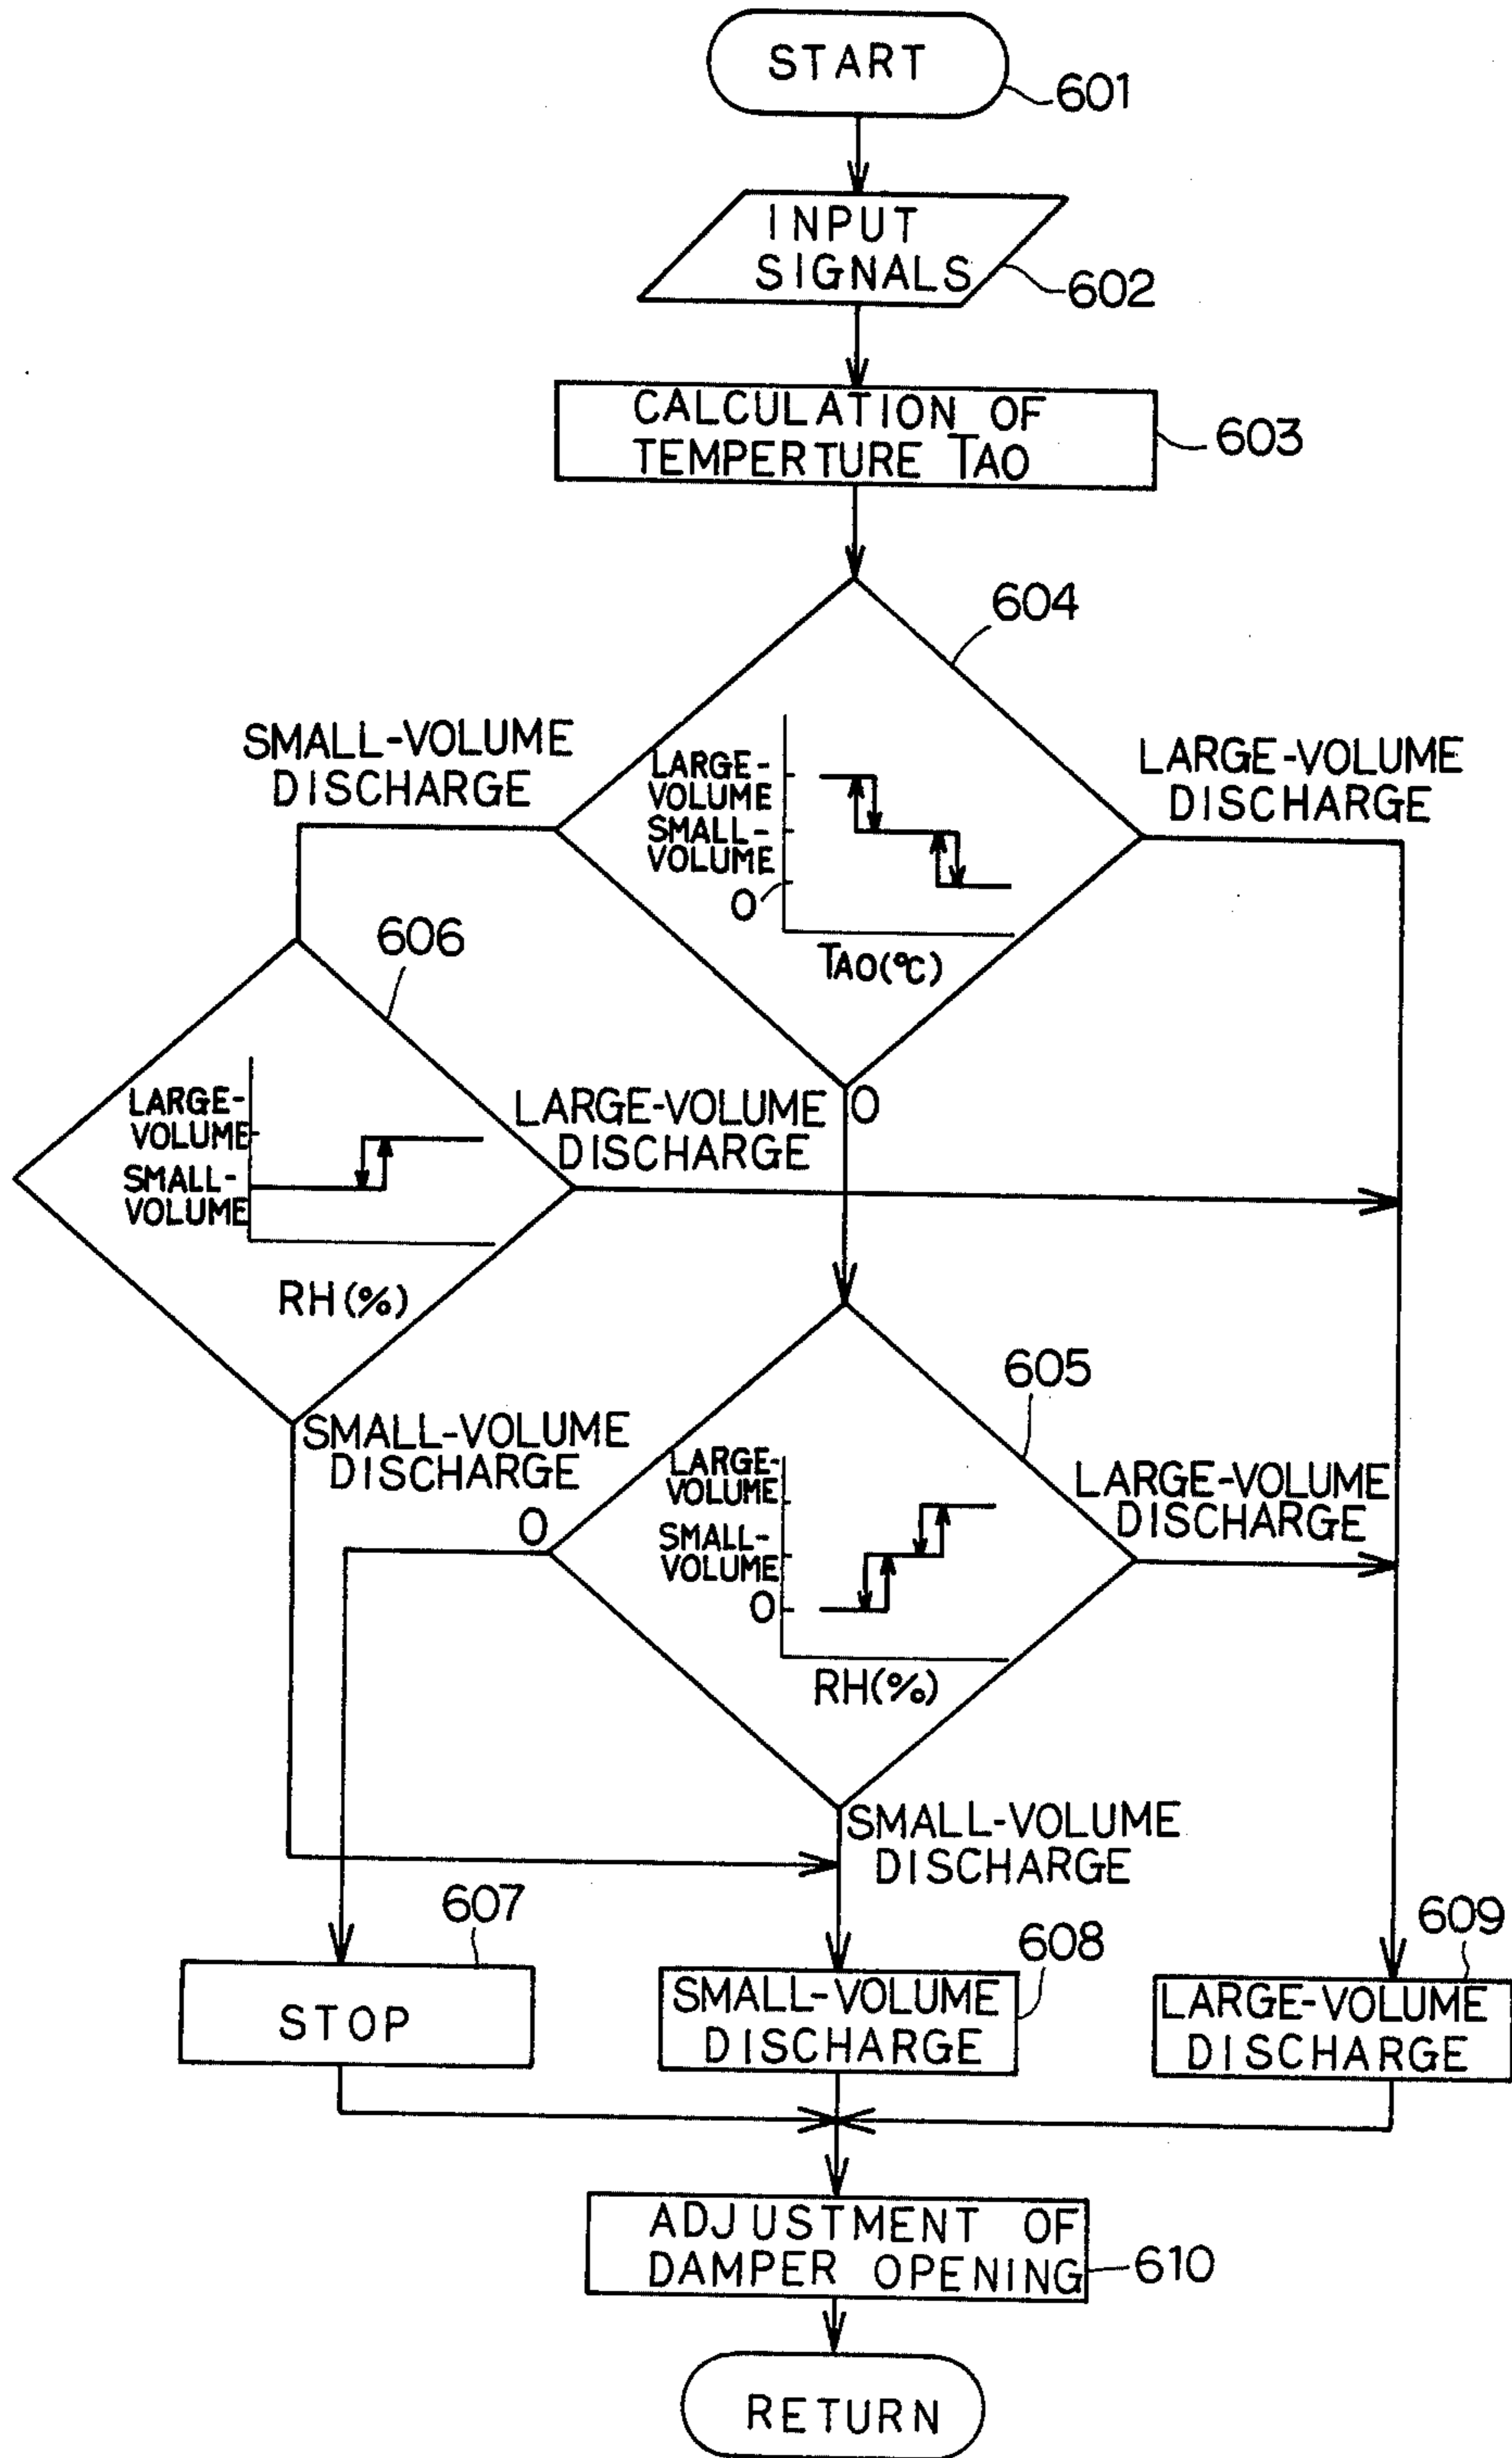 START
601
INPUT
SIGNALS
602
CALCULATION OF
TEMPERTURE TAO
603
604
SMALL-VOLUME
DISCHARGE
LARGE-VOLUME
DISCHARGE
LARGE-
VOLUME
SMALL-
VOLUME
0
TAO(°C)
606
0
LARGE-
VOLUME
SMALL-
VOLUME
RH(%)
LARGE-VOLUME
DISCHARGE
605
SMALL-VOLUME
DISCHARGE
0
LARGE-
VOLUME
SMALL-
VOLUME
0
RH(%)
LARGE-VOLUME
DISCHARGE
SMALL-VOLUME
DISCHARGE
607
STOP
608
SMALL-VOLUME
DISCHARGE
609
LARGE-VOLUME
DISCHARGE
ADJUSTMENT OF
DAMPER OPENING
610
RETURN